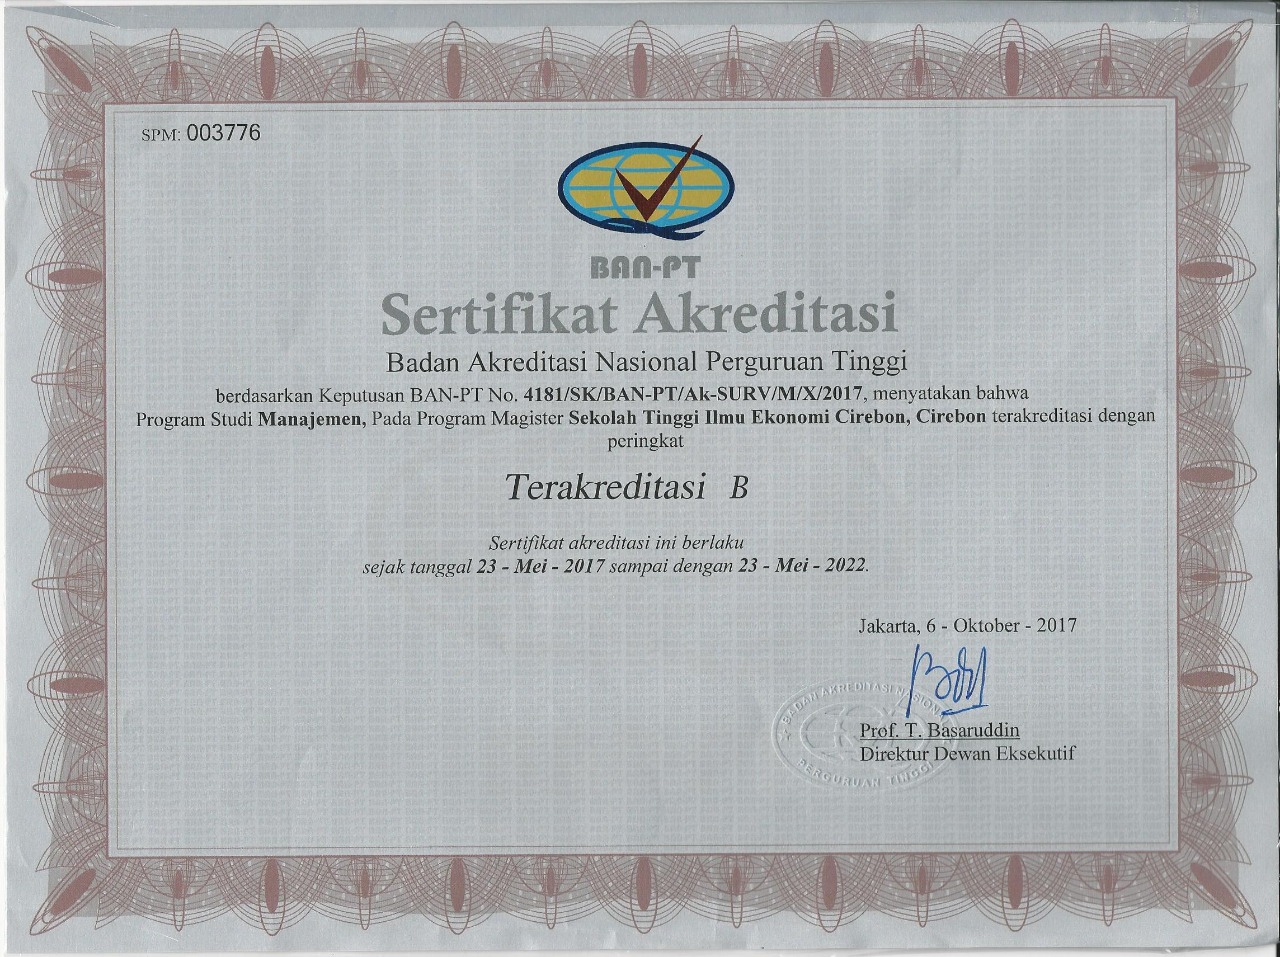 SPM: 003776
BAN-PT
Sertifikat Akreditasi
Badan Akreditasi Nasional Perguruan Tinggi
berdasarkan Keputusan BAN-PT No. 4181/SK/BAN-PT/Ak-SURV/M/X/2017, menyatakan bahwa
Program Studi Manajemen, Pada Program Magister Sekolah Tinggi Ilmu Ekonomi Cirebon, Cirebon terakreditasi dengan
peringkat
Terakreditasi B
Sertifikat akreditasi ini berlaku
sejak tanggal 23 - Mei - 2017 sampai dengan 23 - Mei - 2022.
Jakarta, 6 - Oktober - 2017
BADAN AKREDITASI NASIONAL
PERGURUAN TINGGI
Prof. T. Basaruddin
Direktur Dewan Eksekutif